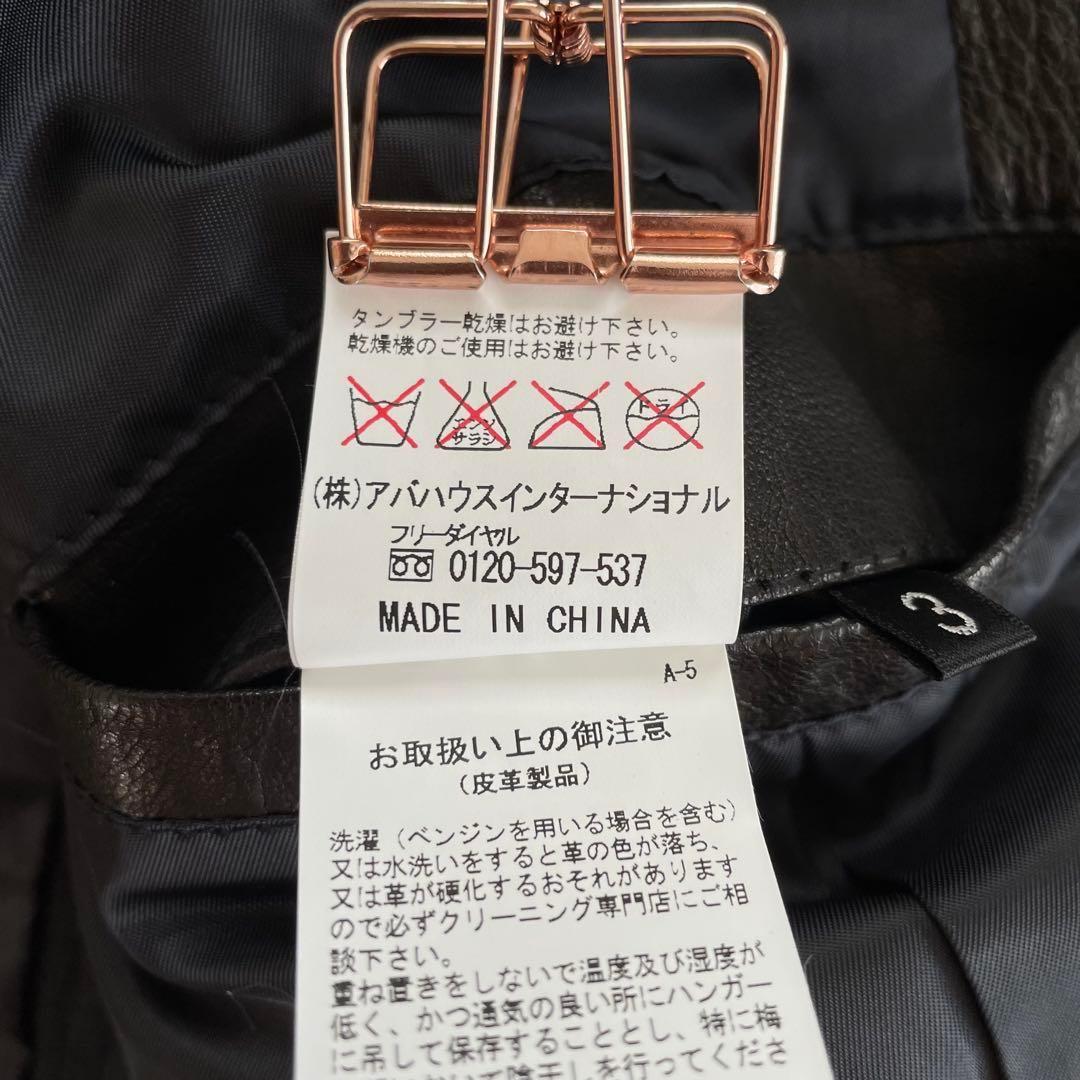 タンブラー乾燥はお避け下さい。
乾燥機のご使用はお避け下さい。
エンソ
サラシ
ドライ
(株)アバハウスインターナショナル
フリーダイヤル
0120-597-537
MADE IN CHINA
3
A-5
お取扱い上の御注意
(皮革製品)
洗濯(ベンジンを用いる場合を含む)
又は水洗いをすると革の色が落ち、
又は革が硬化するおそれがあります
ので必ずクリーニング専門店にご相
談下さい。
重ね置きをしないで温度及び湿度が
低く、かつ通気の良い所にハンガー
に吊して保存することとし、特に梅
陰干しを行ってくださ